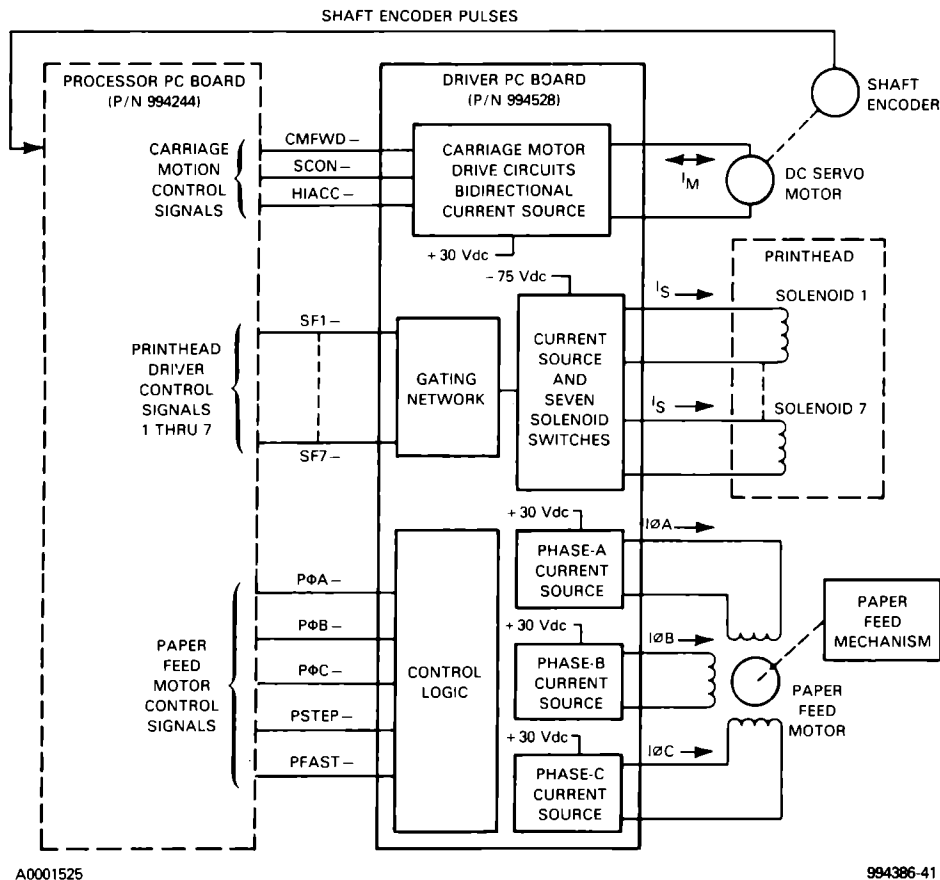 SHAFT ENCODER PULSES
PROCESSOR PC BOARD
(P/N 994244)
DRIVER PC BOARD
(P/N 994528)
SHAFT
ENCODER
CARRIAGE
MOTION
CONTROL
SIGNALS
CMFWD–
SCON–
HIACC–
CARRIAGE MOTOR
DRIVE CIRCUITS
BIDIRECTIONAL
CURRENT SOURCE
IM
DC SERVO
MOTOR
+30 Vdc
–75 Vdc
PRINTHEAD
PRINTHEAD
DRIVER
CONTROL
SIGNALS
1 THRU 7
SF1–
SF7–
GATING
NETWORK
CURRENT
SOURCE
AND
SEVEN
SOLENOID
SWITCHES
IS
SOLENOID 1
IS
SOLENOID 7
PAPER
FEED
MOTOR
CONTROL
SIGNALS
PΦA–
PΦB–
PΦC–
PSTEP–
PFAST–
CONTROL
LOGIC
+30 Vdc
PHASE-A
CURRENT
SOURCE
IØA
+30 Vdc
PHASE-B
CURRENT
SOURCE
IØB
+30 Vdc
PHASE-C
CURRENT
SOURCE
IØC
PAPER
FEED
MECHANISM
PAPER
FEED
MOTOR
A0001525
994386-41